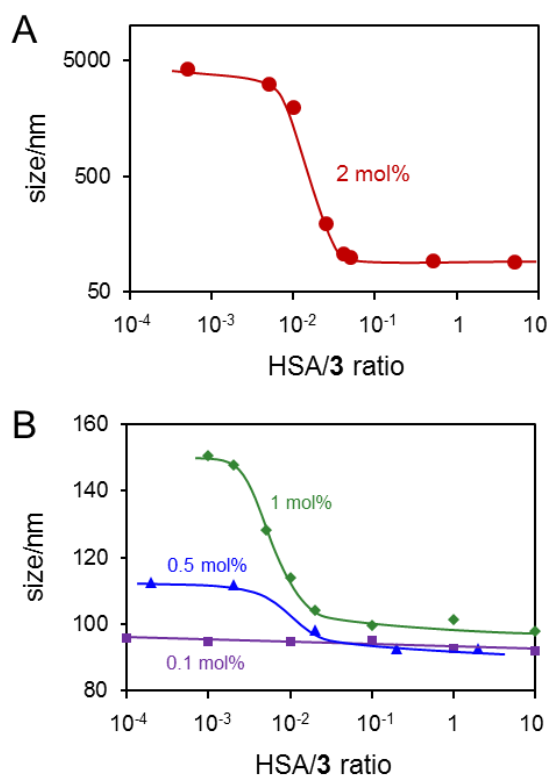 A
5000
500
50
size/nm
2 mol%
10⁻⁴ 10⁻³ 10⁻² 10⁻¹ 1 10
HSA/3 ratio
B
160
140
120
100
80
size/nm
1 mol%
0.5 mol%
0.1 mol%
10⁻⁴ 10⁻³ 10⁻² 10⁻¹ 1 10
HSA/3 ratio